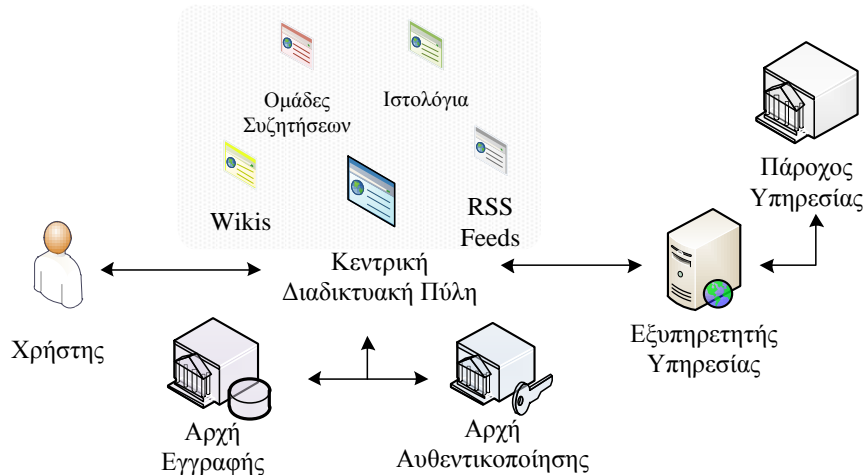 Ομάδες
Συζητήσεων
Ιστολόγια
Wikis
RSS
Feeds
Πάροχος
Υπηρεσίας
Χρήστης
Κεντρική
Διαδικτυακή Πύλη
Εξυπηρετητής
Υπηρεσίας
Αρχή
Εγγραφής
Αρχή
Αυθεντικοποίησης